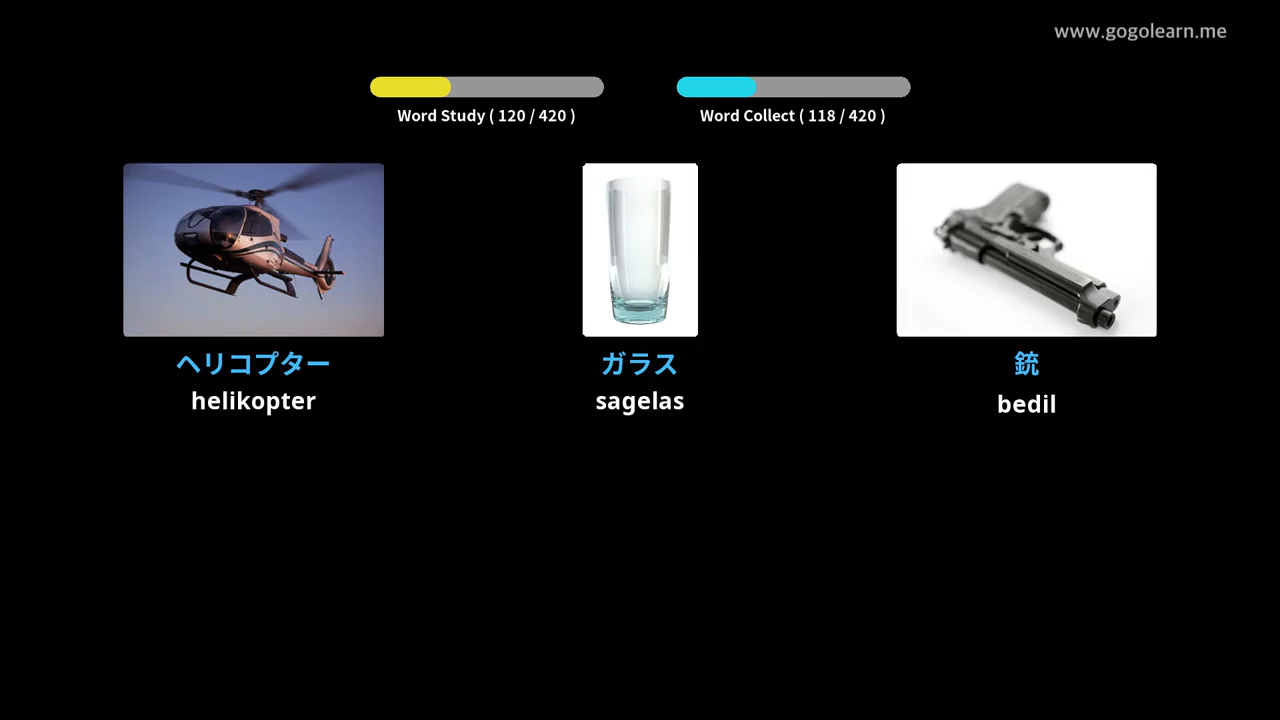 www.gogolearn.me
Word Study ( 120 / 420 )
Word Collect ( 118 / 420 )
ヘリコプター
helikopter
ガラス
sagelas
銃
bedil